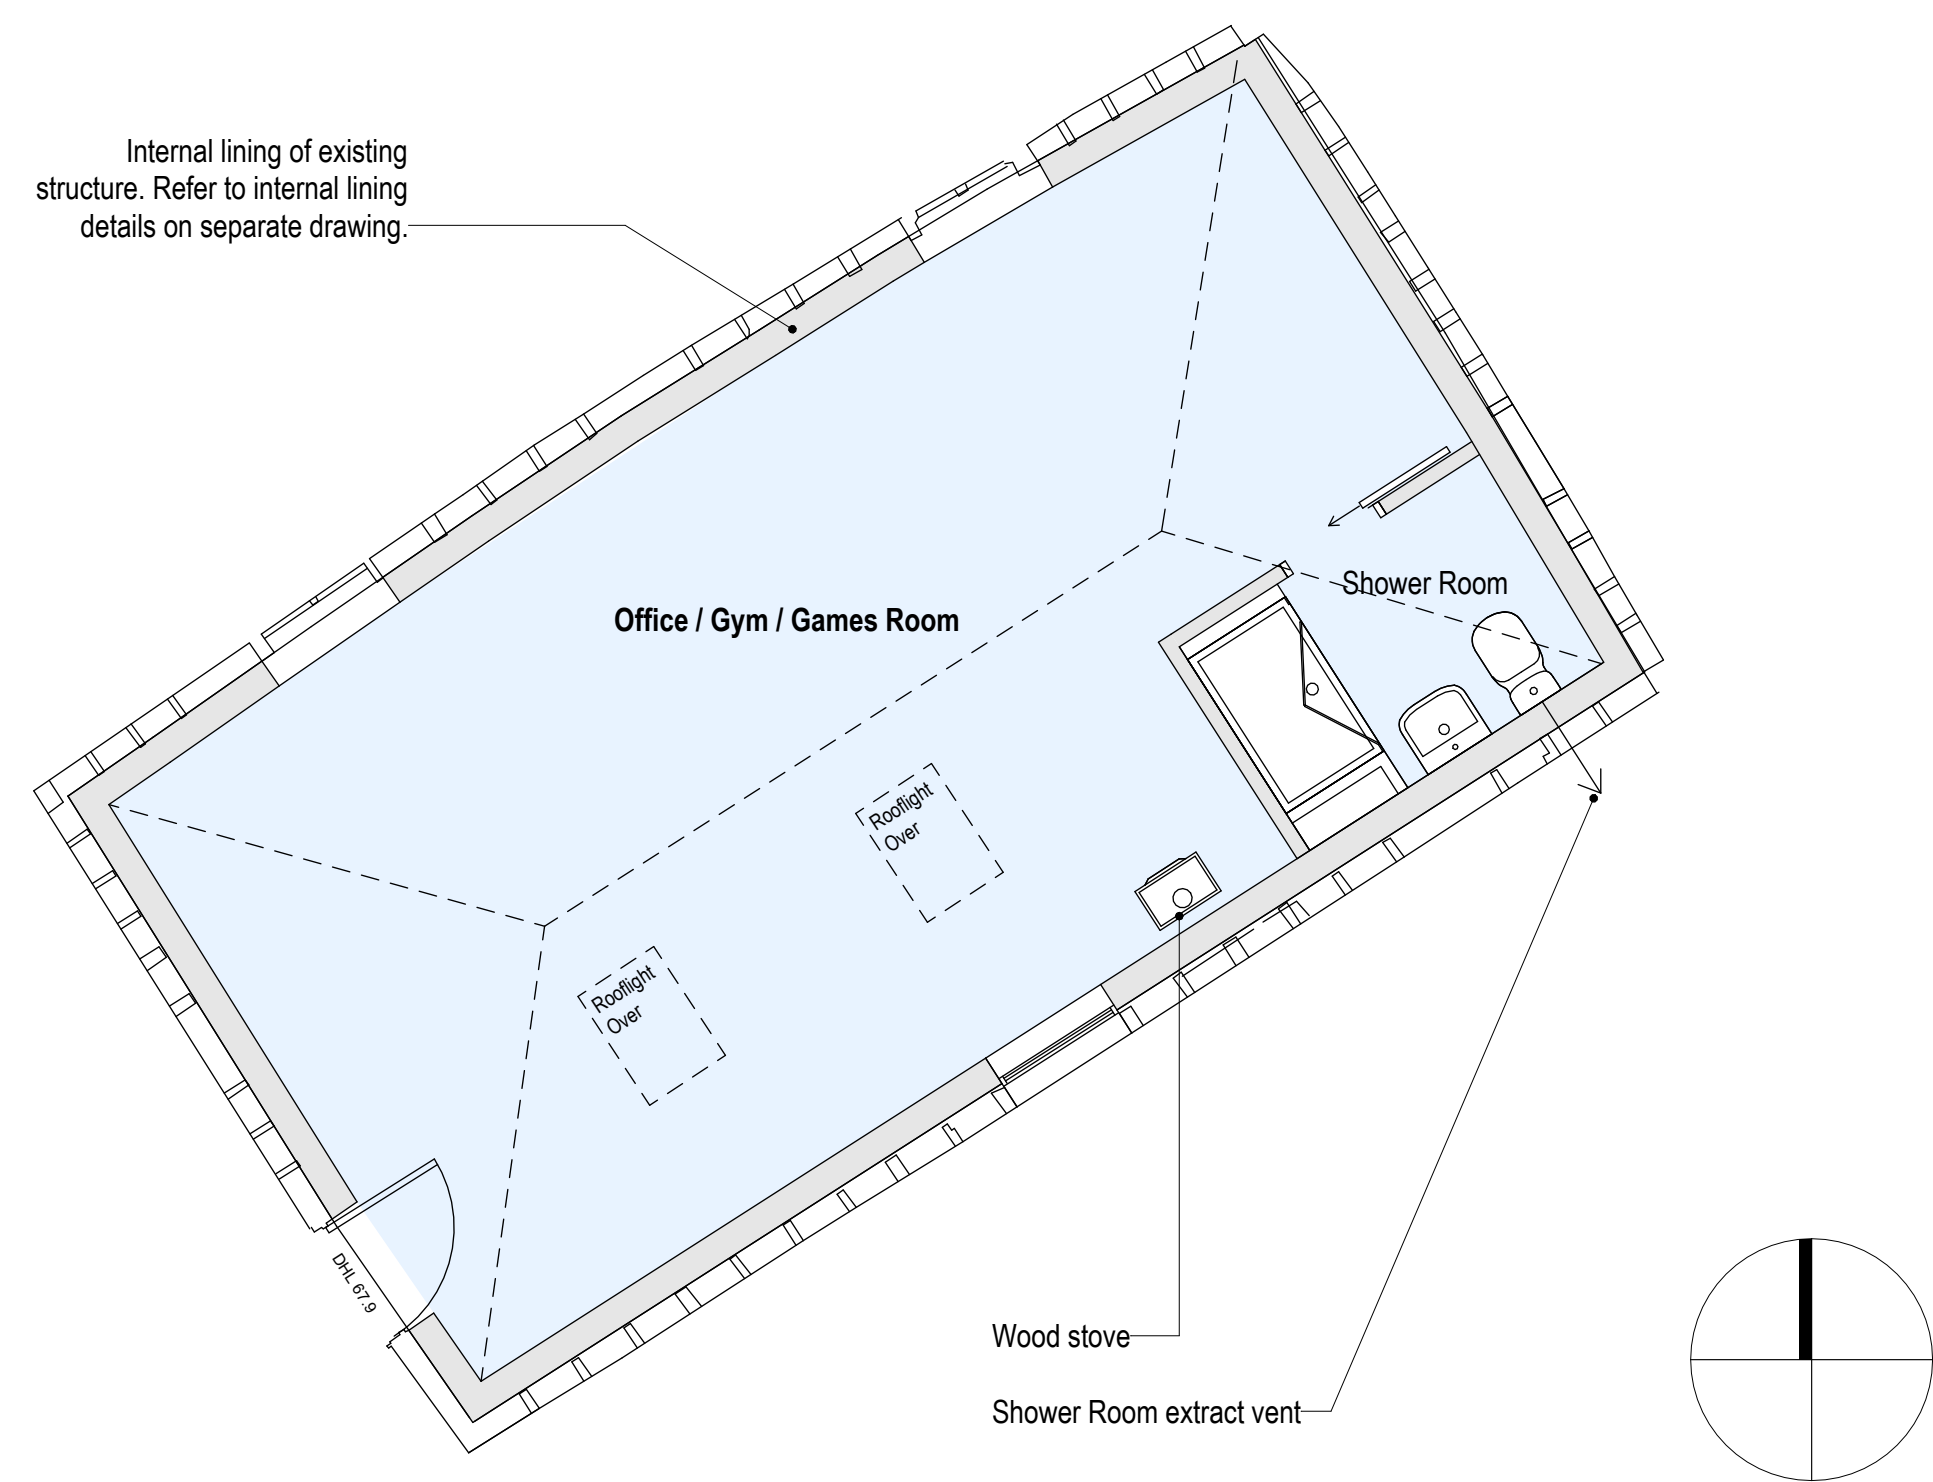 Internal lining of existing
structure. Refer to internal lining
details on separate drawing.
Shower Room
Office / Gym / Games Room
Rooflight
Over
Rooflight
Over
DHL 67.9
Wood stove
Shower Room extract vent